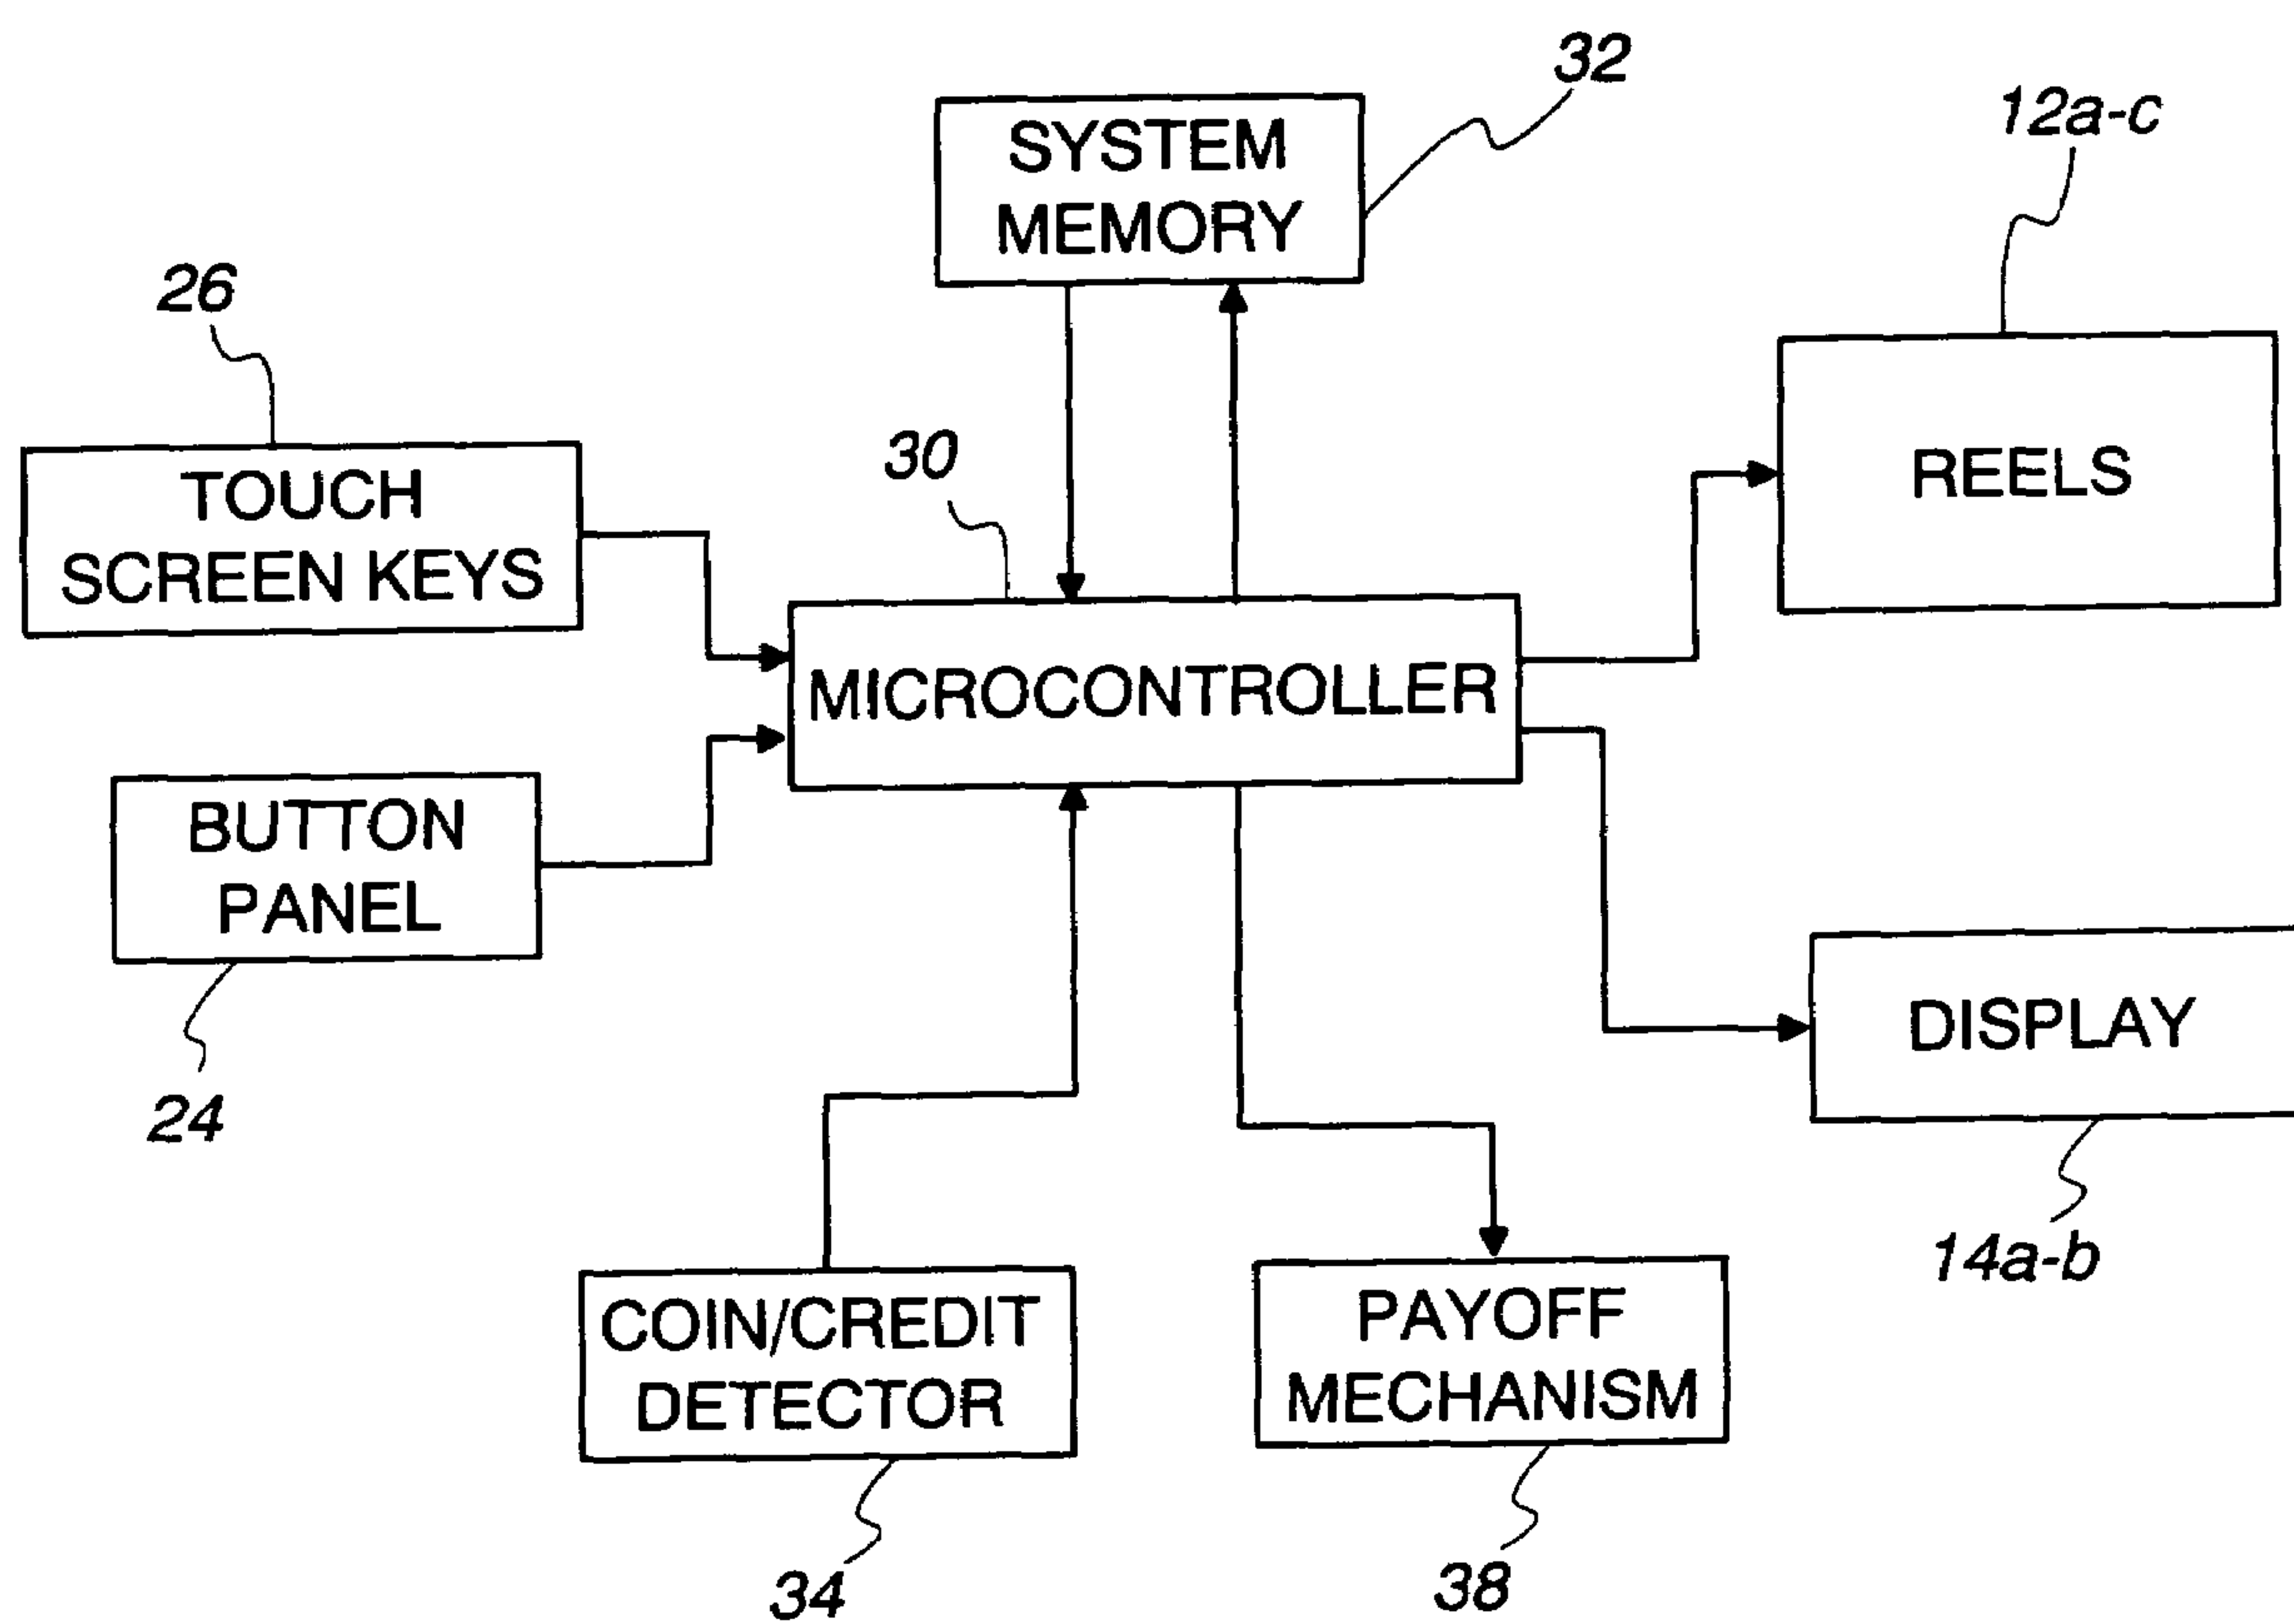 32
SYSTEM
MEMORY
12a-c
26
TOUCH
SCREEN KEYS
30
REELS
MICROCONTROLLER
BUTTON
PANEL
24
DISPLAY
14a-b
COIN/CREDIT
DETECTOR
34
PAYOFF
MECHANISM
38